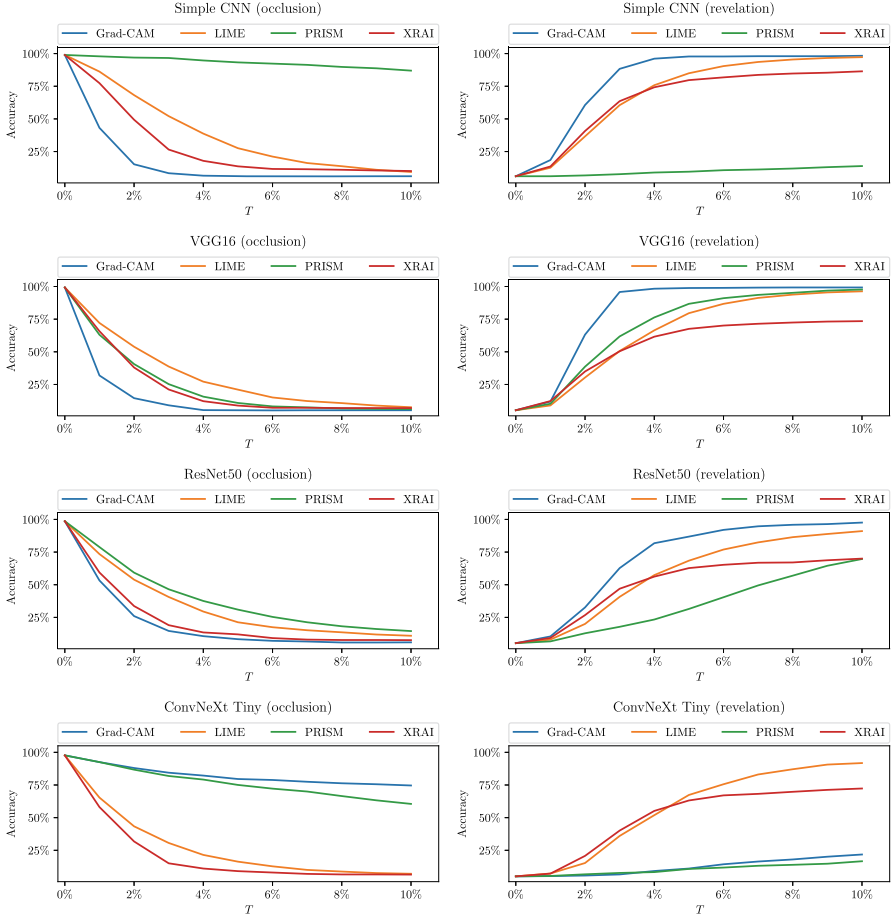 Simple CNN (occlusion)
Grad-CAM LIME PRISM XRAI
100%
75%
50%
25%
Accuracy
0% 2% 4% 6% 8% 10%
T
Simple CNN (revelation)
Grad-CAM LIME PRISM XRAI
100%
75%
50%
25%
Accuracy
0% 2% 4% 6% 8% 10%
T
VGG16 (occlusion)
Grad-CAM LIME PRISM XRAI
100%
75%
50%
25%
Accuracy
0% 2% 4% 6% 8% 10%
T
VGG16 (revelation)
Grad-CAM LIME PRISM XRAI
100%
75%
50%
25%
Accuracy
0% 2% 4% 6% 8% 10%
T
ResNet50 (occlusion)
Grad-CAM LIME PRISM XRAI
100%
75%
50%
25%
Accuracy
0% 2% 4% 6% 8% 10%
T
ResNet50 (revelation)
Grad-CAM LIME PRISM XRAI
100%
75%
50%
25%
Accuracy
0% 2% 4% 6% 8% 10%
T
ConvNeXt Tiny (occlusion)
Grad-CAM LIME PRISM XRAI
100%
75%
50%
25%
Accuracy
0% 2% 4% 6% 8% 10%
T
ConvNeXt Tiny (revelation)
Grad-CAM LIME PRISM XRAI
100%
75%
50%
25%
Accuracy
0% 2% 4% 6% 8% 10%
T